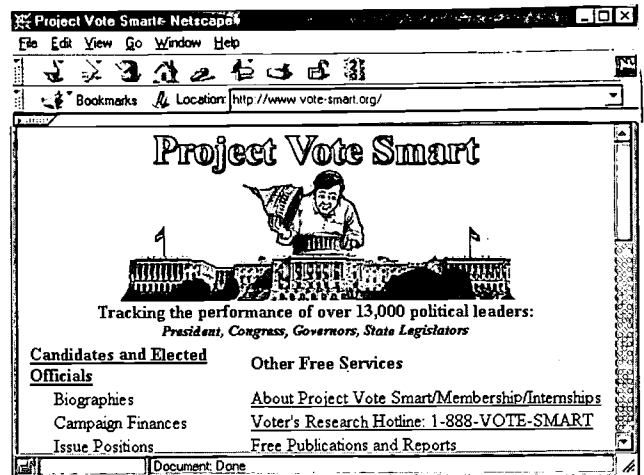 Project Vote Smart - Netscape
File Edit View Go Window Help
Bookmarks Location: http://www.vote-smart.org/
Project Vote Smart
Tracking the performance of over 13,000 political leaders:
President, Congress, Governors, State Legislators
Candidates and Elected Officials
Other Free Services
Biographies
About Project Vote Smart/Membership/Internships
Campaign Finances
Voter's Research Hotline: 1-888-VOTE-SMART
Issue Positions
Free Publications and Reports
Document: Done